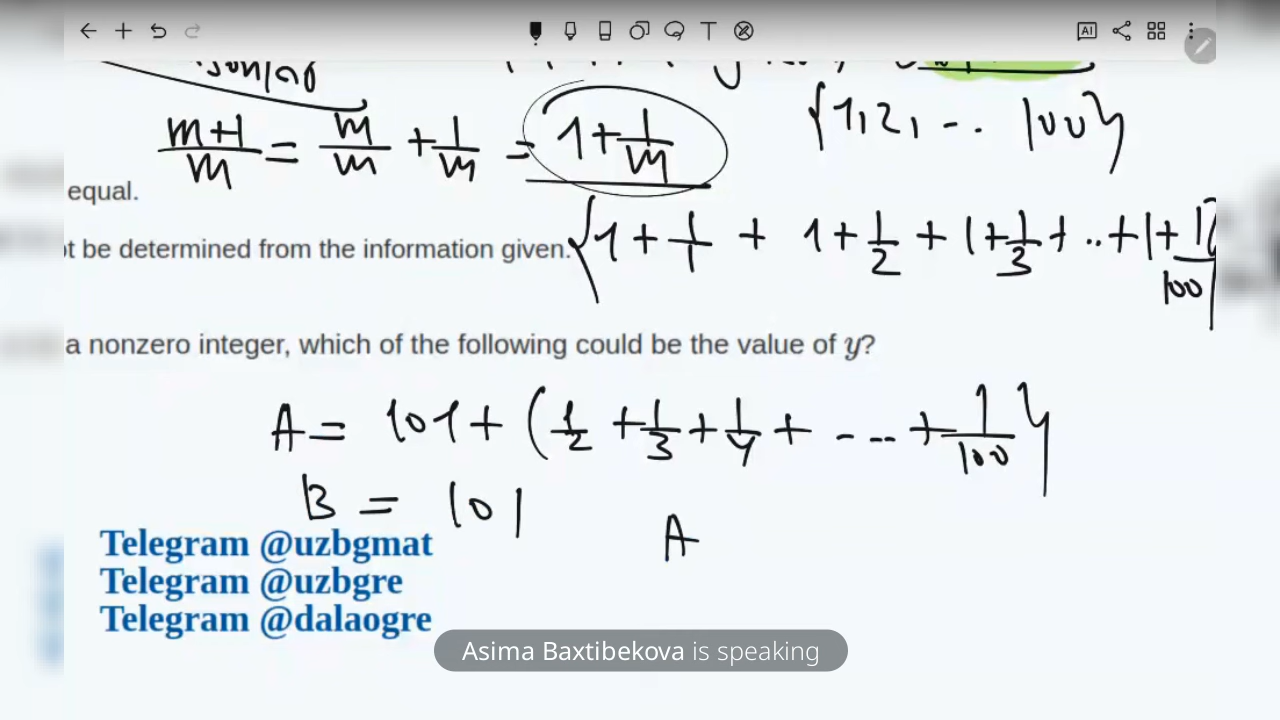 AI
sonlar
{1,2, -.. 100}
m+1/m = m/m + 1/m = 1+1/m
equal.
t be determined from the information given.
{1+1/1 + 1+1/2 + 1+1/3 + ..+1+1/100}
a nonzero integer, which of the following could be the value of y?
A= 101+ (1/2 +1/3+1/4+ -... +1/100}
B = 101
A
Telegram @uzbgmat
Telegram @uzbgre
Telegram @dalaogre
Asima Baxtibekova is speaking